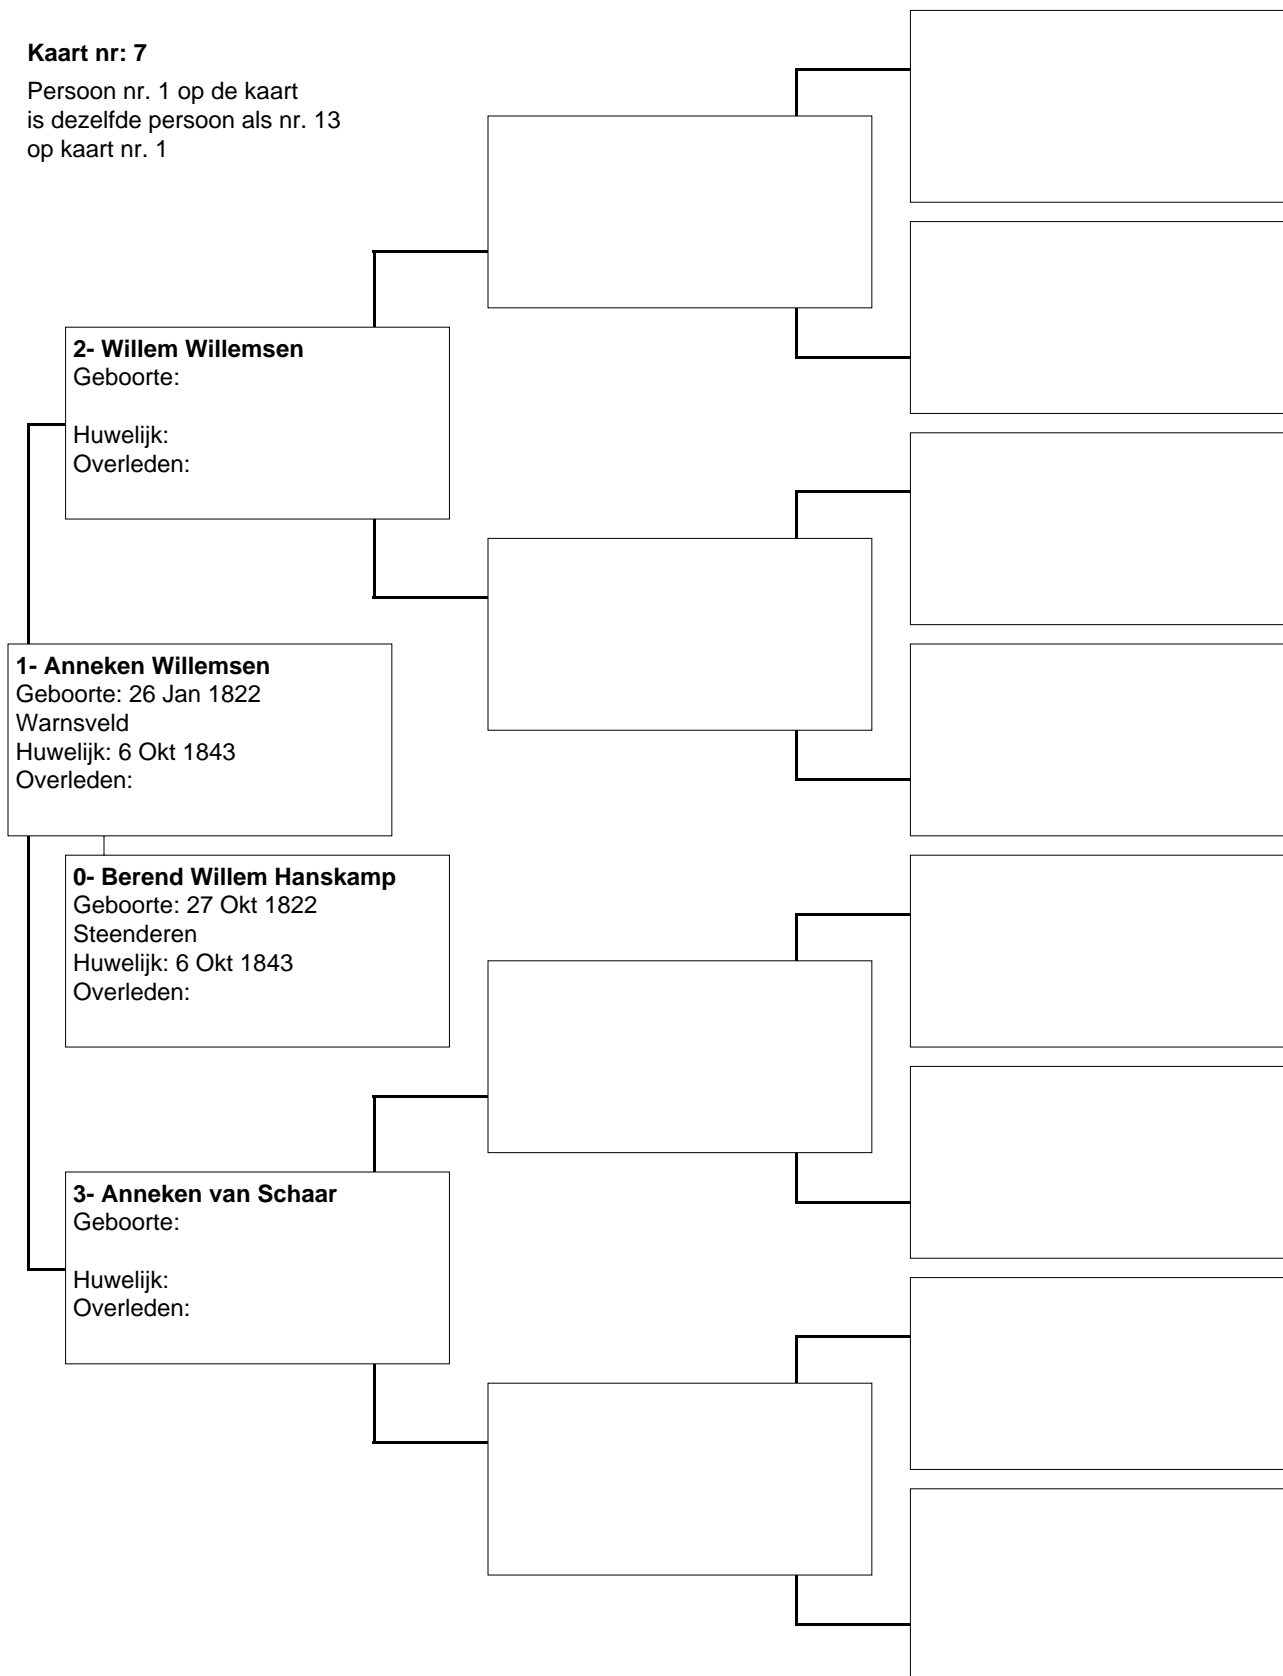 Kaart nr: 7
Persoon nr. 1 op de kaart
is dezelfde persoon als nr. 13
op kaart nr. 1
2- Willem Willemsen
Geboorte:
Huwelijk:
Overleden:
1- Anneken Willemsen
Geboorte: 26 Jan 1822
Warnsveld
Huwelijk: 6 Okt 1843
Overleden:
0- Berend Willem Hanskamp
Geboorte: 27 Okt 1822
Steenderen
Huwelijk: 6 Okt 1843
Overleden:
3- Anneken van Schaar
Geboorte:
Huwelijk:
Overleden: